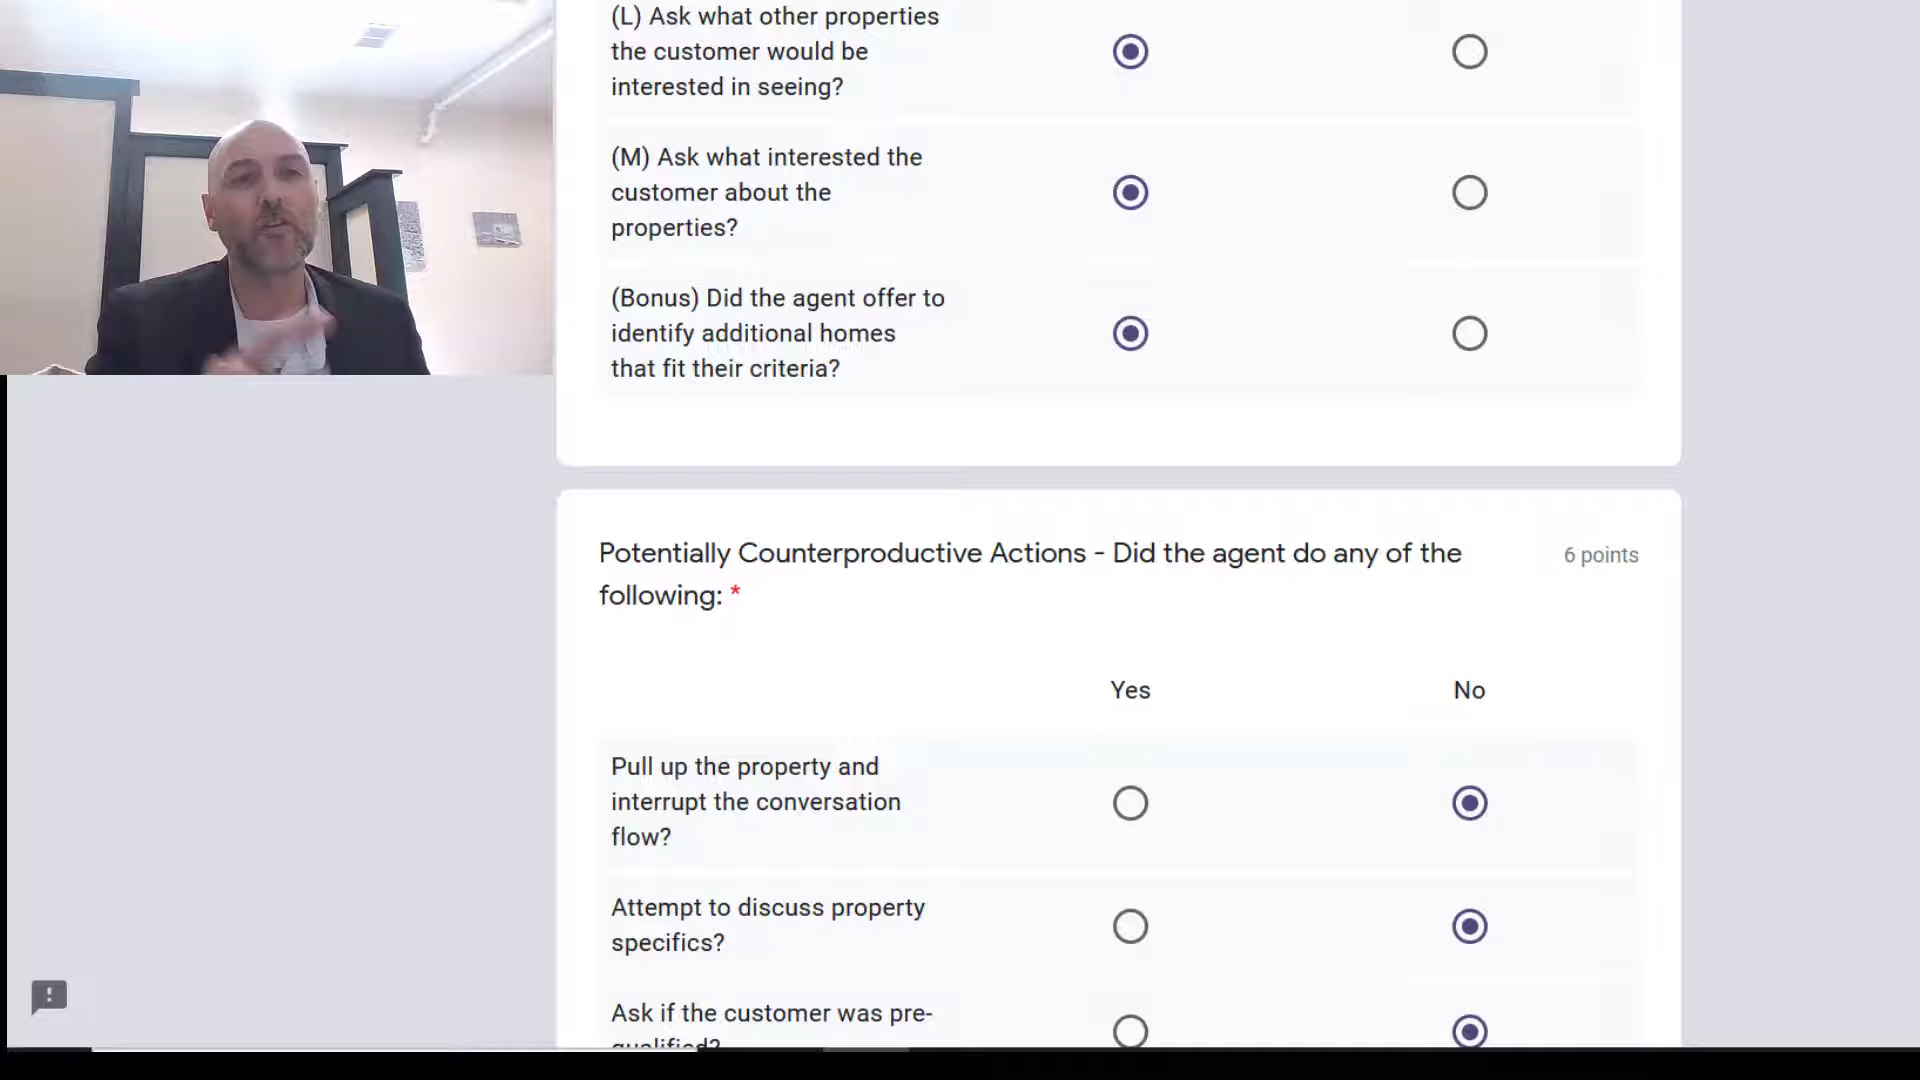 (L) Ask what other properties
the customer would be
interested in seeing?
(M) Ask what interested the
customer about the
properties?
(Bonus) Did the agent offer to
identify additional homes
that fit their criteria?
Potentially Counterproductive Actions - Did the agent do any of the
following: *
6 points
Yes No
Pull up the property and
interrupt the conversation
flow?
Attempt to discuss property
specifics?
Ask if the customer was pre-
qualified?